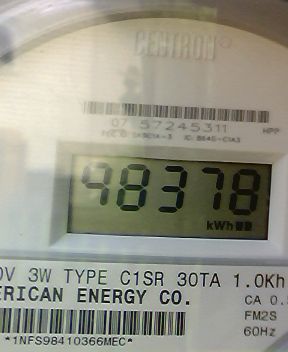 CENTRON
07 57245311 HPP
98378
kWh
0V 3W TYPE C1SR 30TA 1.0Kh
ERICAN ENERGY CO. CA 0.
FM2S
*1NFS98410366MEC* 60Hz